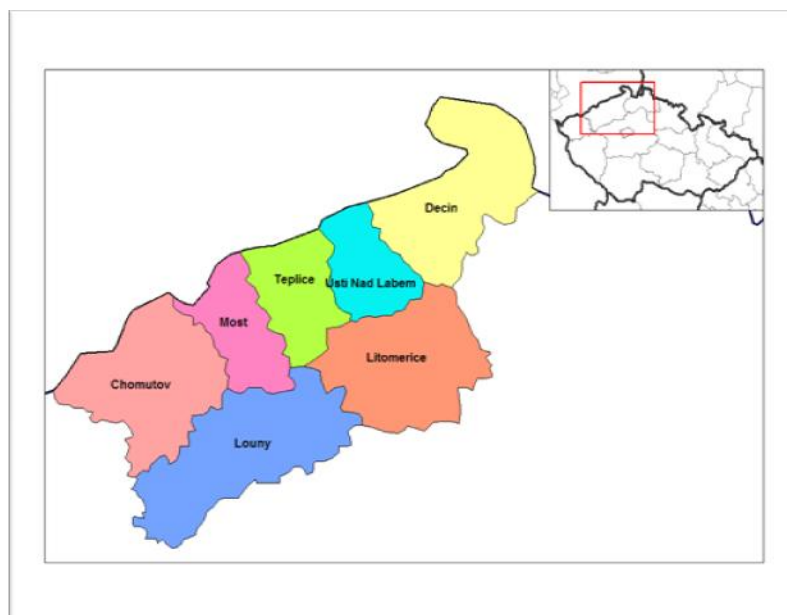 Decin
Teplice
Usti Nad Labem
Most
Litomerice
Chomutov
Louny